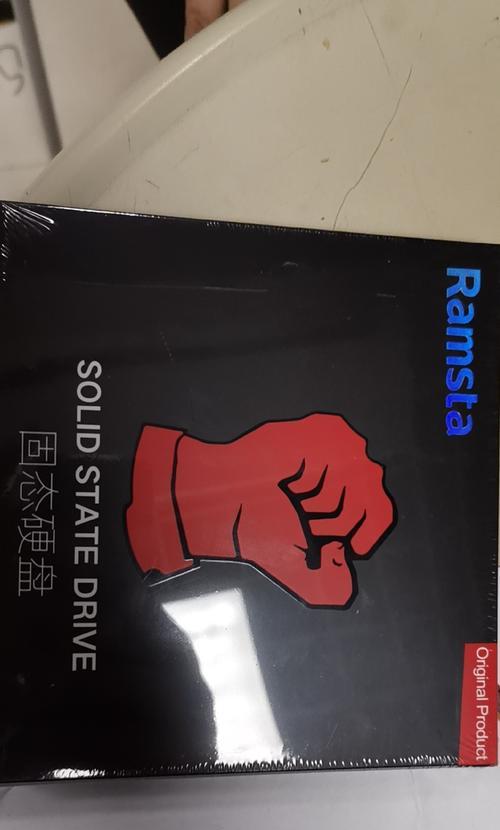 Ramsta
Original Product
SOLID STATE DRIVE
固态硬盘